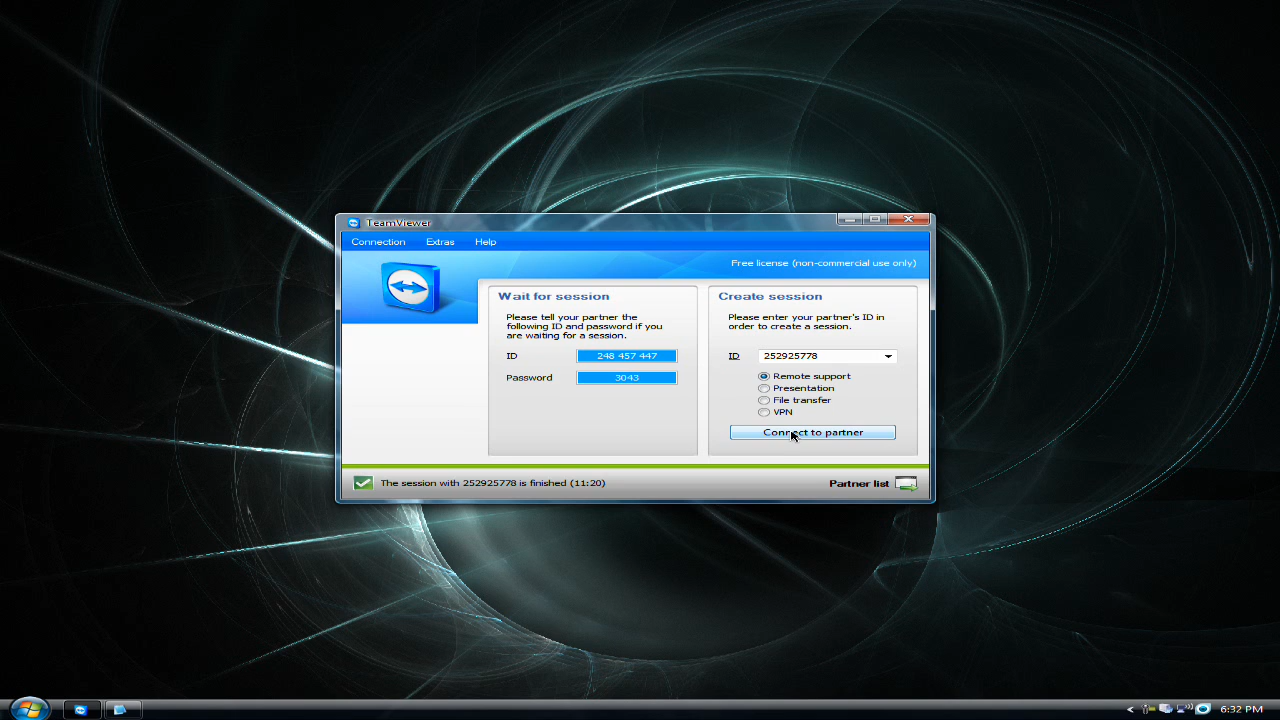 TeamViewer
Connection Extras Help
Free license (non-commercial use only)
Wait for session
Please tell your partner the
following ID and password if you
are waiting for a session.
ID 248 457 447
Password 3043
Create session
Please enter your partner's ID in
order to create a session.
ID 252925778
Remote support
Presentation
File transfer
VPN
Connect to partner
The session with 252925778 is finished (11:20)
Partner list
6:32 PM